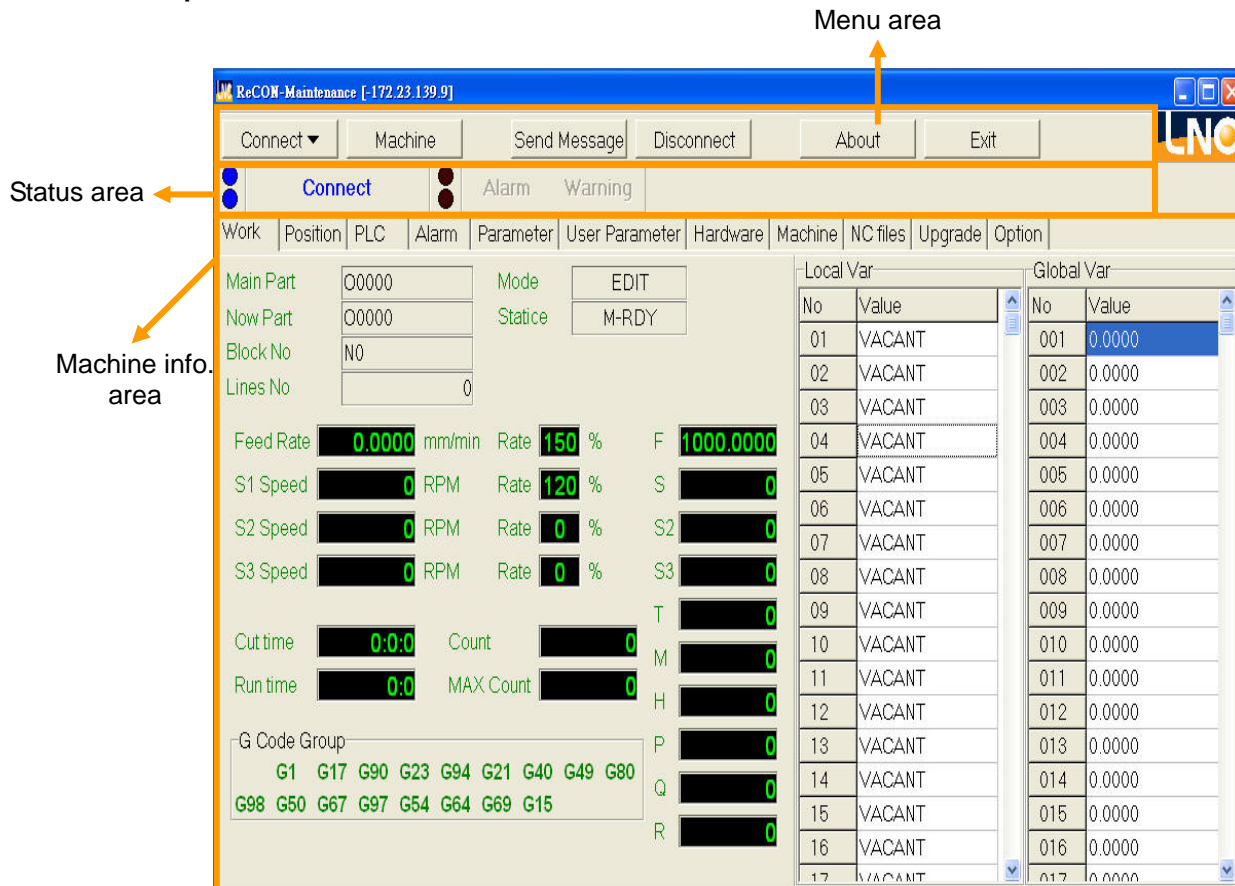 Menu area
ReCON-Maintenance [-172.23.139.9]
Connect Machine Send Message Disconnect About Exit
LNC
Status area
Connect Alarm Warning
Work Position PLC Alarm Parameter User Parameter Hardware Machine NC files Upgrade Option
Machine info.
area
Main Part O0000 Mode EDIT
Now Part O0000 Statice M-RDY
Block No N0
Lines No 0
Feed Rate 0.0000 mm/min Rate 150 % F 1000.0000
S1 Speed 0 RPM Rate 120 % S 0
S2 Speed 0 RPM Rate 0 % S2 0
S3 Speed 0 RPM Rate 0 % S3 0
T 0
Cut time 0:0:0 Count 0
M 0
Run time 0:0 MAX Count 0
H 0
P 0
Q 0
R 0
G Code Group
G1 G17 G90 G23 G94 G21 G40 G49 G80
G98 G50 G67 G97 G54 G64 G69 G15
Local Var
No Value
01 VACANT
02 VACANT
03 VACANT
04 VACANT
05 VACANT
06 VACANT
07 VACANT
08 VACANT
09 VACANT
10 VACANT
11 VACANT
12 VACANT
13 VACANT
14 VACANT
15 VACANT
16 VACANT
17 VACANT
Global Var
No Value
001 0.0000
002 0.0000
003 0.0000
004 0.0000
005 0.0000
006 0.0000
007 0.0000
008 0.0000
009 0.0000
010 0.0000
011 0.0000
012 0.0000
013 0.0000
014 0.0000
015 0.0000
016 0.0000
017 0.0000